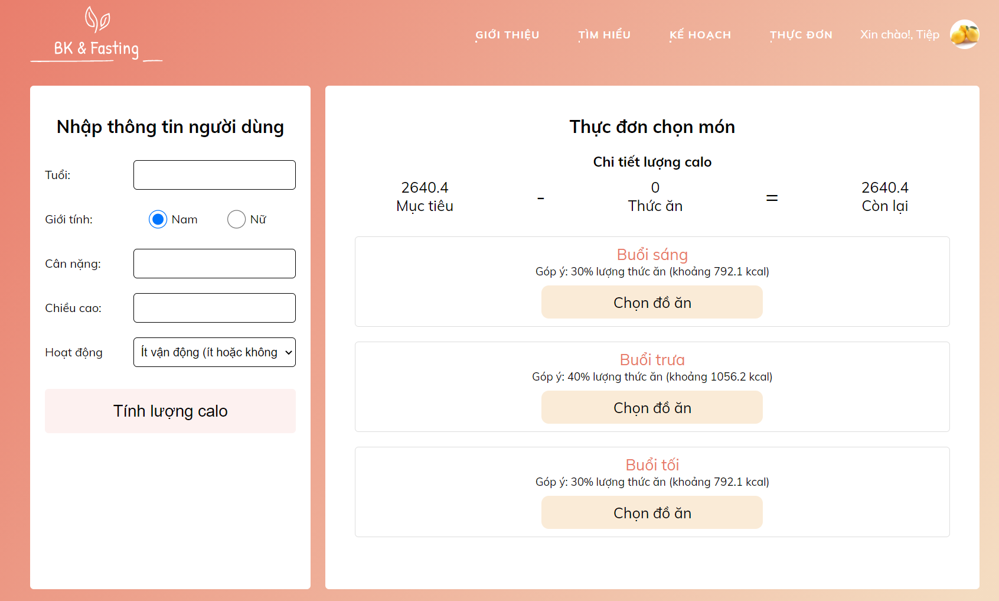 BK & Fasting
GIỚI THIỆU
TÌM HIỂU
KẾ HOẠCH
THỰC ĐƠN
Xin chào!, Tiệp
Nhập thông tin người dùng
Tuổi:
Giới tính:
Nam
Nữ
Cân nặng:
Chiều cao:
Hoạt động
Ít vận động (ít hoặc không
Tính lượng calo
Thực đơn chọn món
Chi tiết lượng calo
2640.4 - 0 = 2640.4
Mục tiêu Thức ăn Còn lại
Buổi sáng
Góp ý: 30% lượng thức ăn (khoảng 792.1 kcal)
Chọn đồ ăn
Buổi trưa
Góp ý: 40% lượng thức ăn (khoảng 1056.2 kcal)
Chọn đồ ăn
Buổi tối
Góp ý: 30% lượng thức ăn (khoảng 792.1 kcal)
Chọn đồ ăn